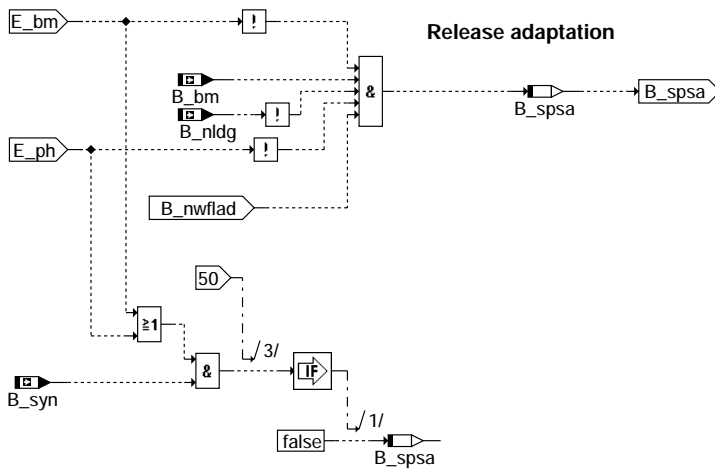 E_bm
!
Release adaptation
B_bm
&
B_spsa
B_spsa
!
B_nldg
E_ph
!
B_nwflad
50
≥1
/3/
&
IF
B_syn
/1/
false
B_spsa